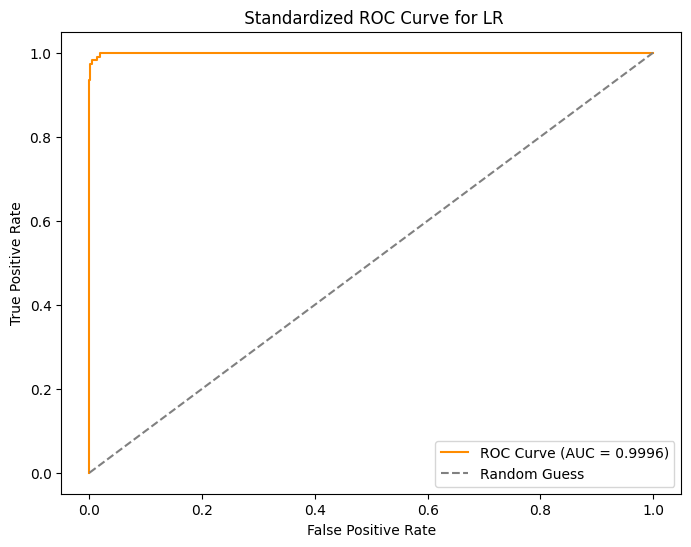 Standardized ROC Curve for LR
True Positive Rate
1.0
0.8
0.6
0.4
0.2
0.0
0.0 0.2 0.4 0.6 0.8 1.0
False Positive Rate
ROC Curve (AUC = 0.9996)
Random Guess